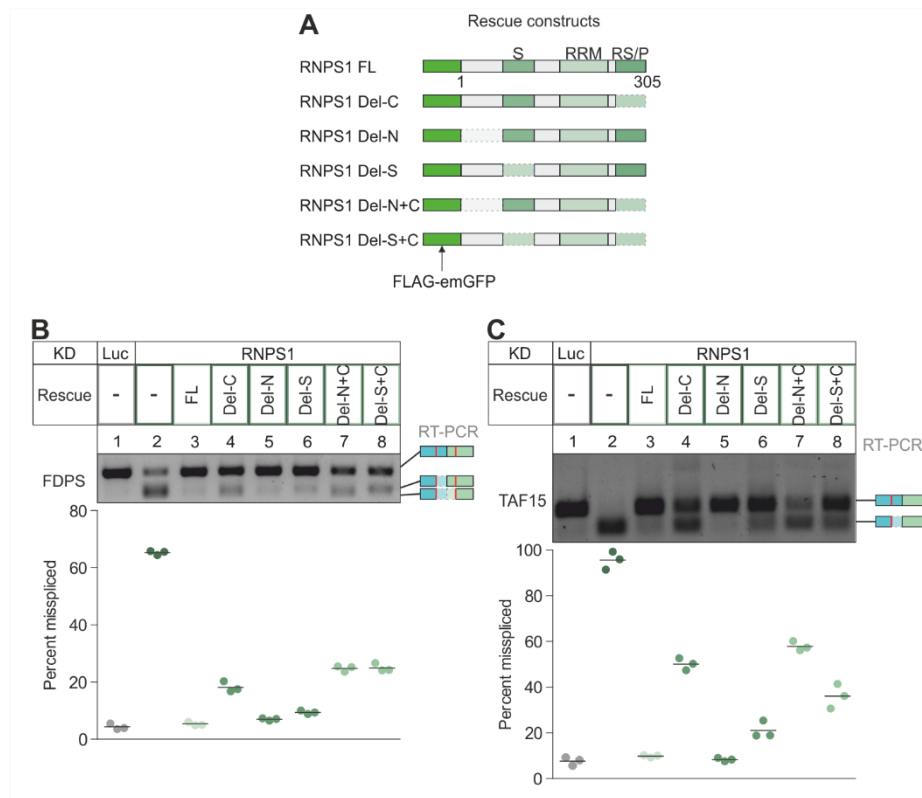 A
Rescue constructs
S RRM RS/P
RNPS1 FL
1 305
RNPS1 Del-C
RNPS1 Del-N
RNPS1 Del-S
RNPS1 Del-N+C
RNPS1 Del-S+C
FLAG-emGFP
B
KD Luc RNPS1
Rescue - - FL Del-C Del-N Del-S Del-N+C Del-S+C
1 2 3 4 5 6 7 8
RT-PCR
FDPS
Percent misspliced
80
60
40
20
0
C
KD Luc RNPS1
Rescue - - FL Del-C Del-N Del-S Del-N+C Del-S+C
1 2 3 4 5 6 7 8
RT-PCR
TAF15
Percent misspliced
100
80
60
40
20
0